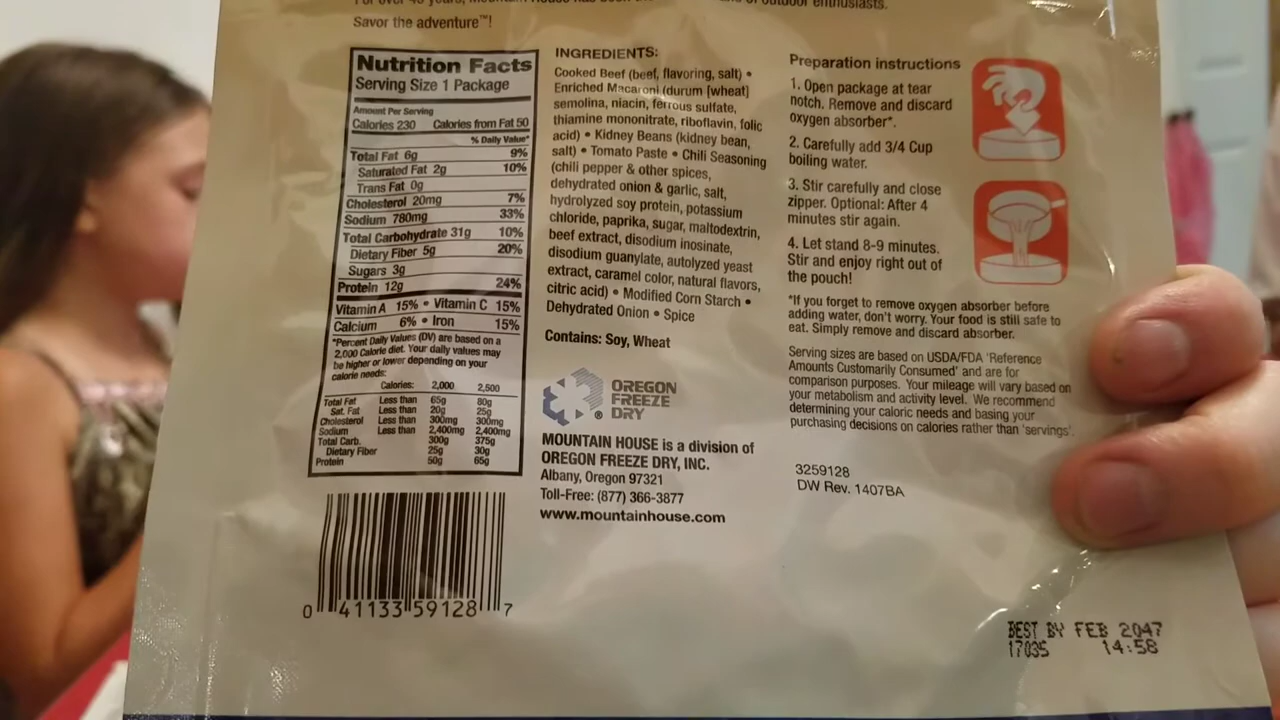 of outdoor enthusiasts.
Savor the adventure™!
Nutrition Facts
Serving Size 1 Package
Amount Per Serving
Calories 230 Calories from Fat 50
% Daily Value*
Total Fat 6g 9%
Saturated Fat 2g 10%
Trans Fat 0g
Cholesterol 20mg 7%
Sodium 780mg 33%
Total Carbohydrate 31g 10%
Dietary Fiber 5g 20%
Sugars 3g
Protein 12g 24%
Vitamin A 15% • Vitamin C 15%
Calcium 6% • Iron 15%
*Percent Daily Values (DV) are based on a
2,000 Calorie diet. Your daily values may
be higher or lower depending on your
calorie needs:
Calories: 2,000 2,500
Total Fat Less than 65g 80g
Sat. Fat Less than 20g 25g
Cholesterol Less than 300mg 300mg
Sodium Less than 2,400mg 2,400mg
Total Carb. 300g 375g
Dietary Fiber 25g 30g
Protein 50g 65g
0 41133 59128 7
INGREDIENTS:
Cooked Beef (beef, flavoring, salt) •
Enriched Macaroni (durum [wheat]
semolina, niacin, ferrous sulfate,
thiamine mononitrate, riboflavin, folic
acid) • Kidney Beans (kidney bean,
salt) • Tomato Paste • Chili Seasoning
(chili pepper & other spices,
dehydrated onion & garlic, salt,
hydrolyzed soy protein, potassium
chloride, paprika, sugar, maltodextrin,
beef extract, disodium inosinate,
disodium guanylate, autolyzed yeast
extract, caramel color, natural flavors,
citric acid) • Modified Corn Starch •
Dehydrated Onion • Spice
Contains: Soy, Wheat
OREGON
FREEZE
DRY
®
MOUNTAIN HOUSE is a division of
OREGON FREEZE DRY, INC.
Albany, Oregon 97321
Toll-Free: (877) 366-3877
www.mountainhouse.com
Preparation instructions
1. Open package at tear
notch. Remove and discard
oxygen absorber*.
2. Carefully add 3/4 Cup
boiling water.
3. Stir carefully and close
zipper. Optional: After 4
minutes stir again.
4. Let stand 8-9 minutes.
Stir and enjoy right out of
the pouch!
*If you forget to remove oxygen absorber before
adding water, don't worry. Your food is still safe to
eat. Simply remove and discard absorber.
Serving sizes are based on USDA/FDA 'Reference
Amounts Customarily Consumed' and are for
comparison purposes. Your mileage will vary based on
your metabolism and activity level. We recommend
determining your caloric needs and basing your
purchasing decisions on calories rather than 'servings'.
3259128
DW Rev. 1407BA
BEST BY FEB 2047
17035 14:58